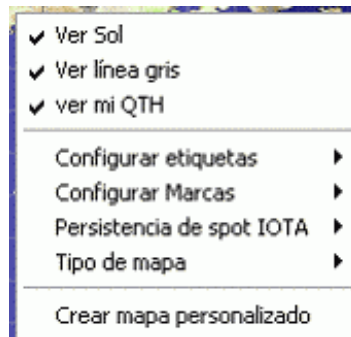 Ver Sol
Ver línea gris
ver mi QTH
Configurar etiquetas
Configurar Marcas
Persistencia de spot IOTA
Tipo de mapa
Crear mapa personalizado